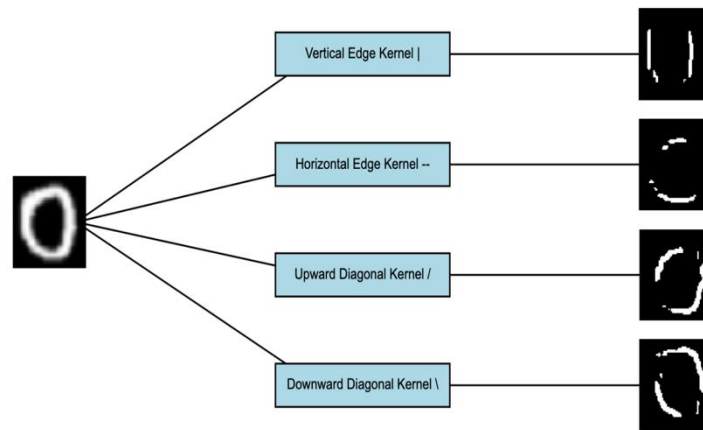 Vertical Edge Kernel |
Horizontal Edge Kernel --
Upward Diagonal Kernel /
Downward Diagonal Kernel \